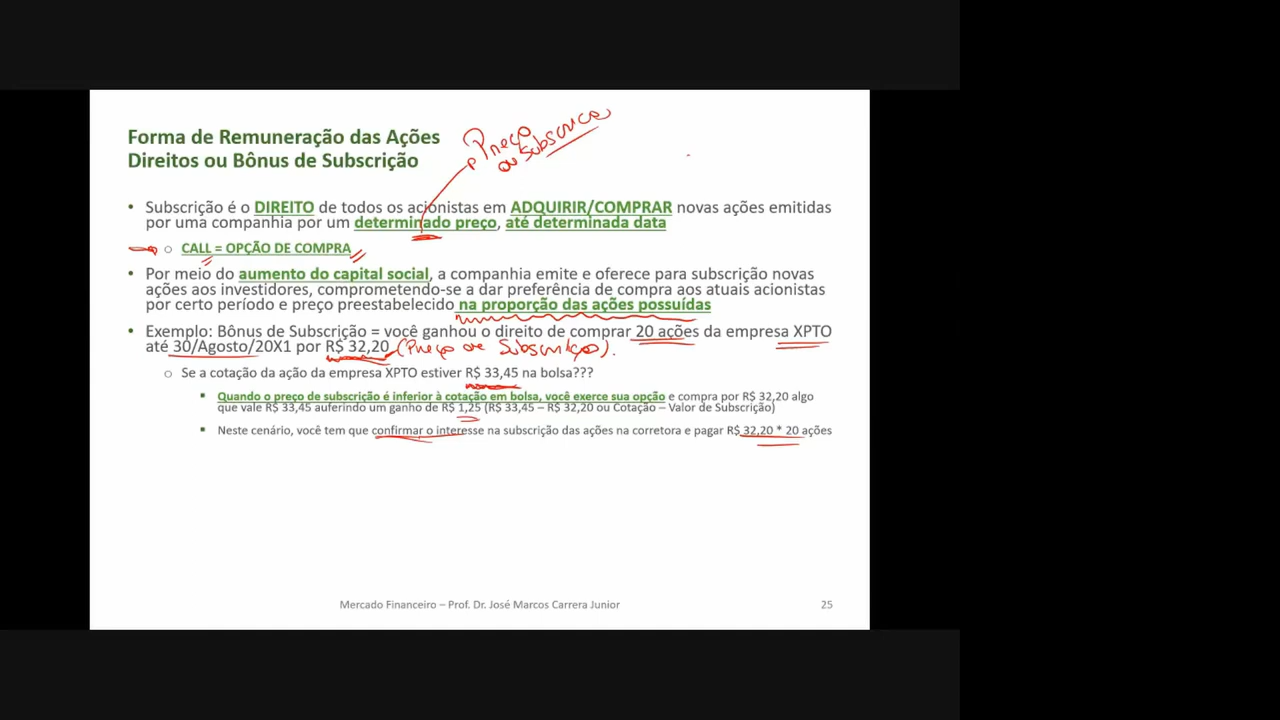 Forma de Remuneração das Ações
Direitos ou Bônus de Subscrição
Preço
ou Subscrica
• Subscrição é o DIREITO de todos os acionistas em ADQUIRIR/COMPRAR novas ações emitidas
por uma companhia por um determinado preço, até determinada data
○ CALL = OPÇÃO DE COMPRA
• Por meio do aumento do capital social, a companhia emite e oferece para subscrição novas
ações aos investidores, comprometendo-se a dar preferência de compra aos atuais acionistas
por certo período e preço preestabelecido na proporção das ações possuídas
• Exemplo: Bônus de Subscrição = você ganhou o direito de comprar 20 ações da empresa XPTO
até 30/Agosto/20X1 por R$ 32,20 (Preço de Subscrição).
○ Se a cotação da ação da empresa XPTO estiver R$ 33,45 na bolsa???
▪ Quando o preço de subscrição é inferior à cotação em bolsa, você exerce sua opção e compra por R$ 32,20 algo
que vale R$ 33,45 auferindo um ganho de R$ 1,25 (R$ 33,45 – R$ 32,20 ou Cotação – Valor de Subscrição)
▪ Neste cenário, você tem que confirmar o interesse na subscrição das ações na corretora e pagar R$ 32,20 * 20 ações
Mercado Financeiro – Prof. Dr. José Marcos Carrera Junior
25